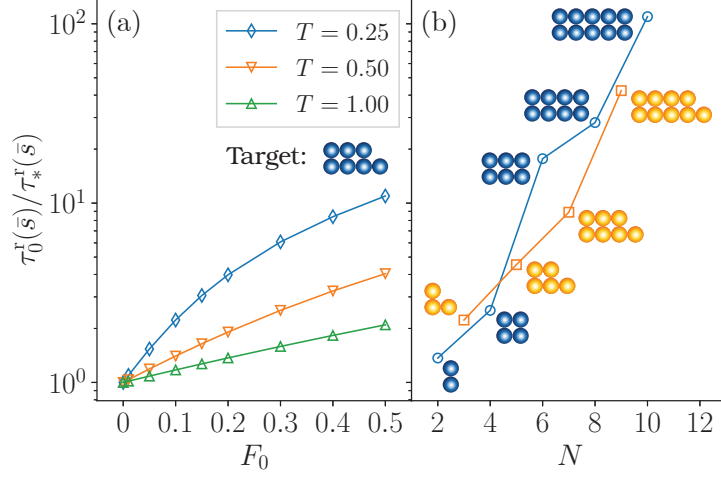 (a)
T = 0.25
T = 0.50
T = 1.00
Target:
10²
10¹
10⁰
τ₀ʳ(s̄)/τ*ʳ(s̄)
0 0.1 0.2 0.3 0.4 0.5
F₀
(b)
2 4 6 8 10 12
N